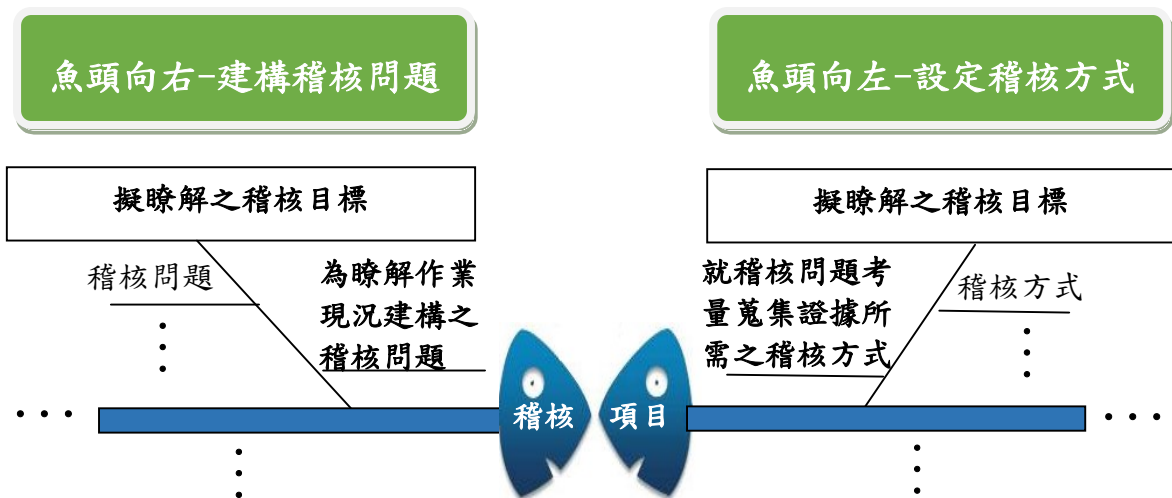 魚頭向右-建構稽核問題
魚頭向左-設定稽核方式
擬瞭解之稽核目標
稽核問題
為瞭解作業
現況建構之
稽核問題
擬瞭解之稽核目標
就稽核問題考
量蒐集證據所
需之稽核方式
稽核方式
稽核
項目